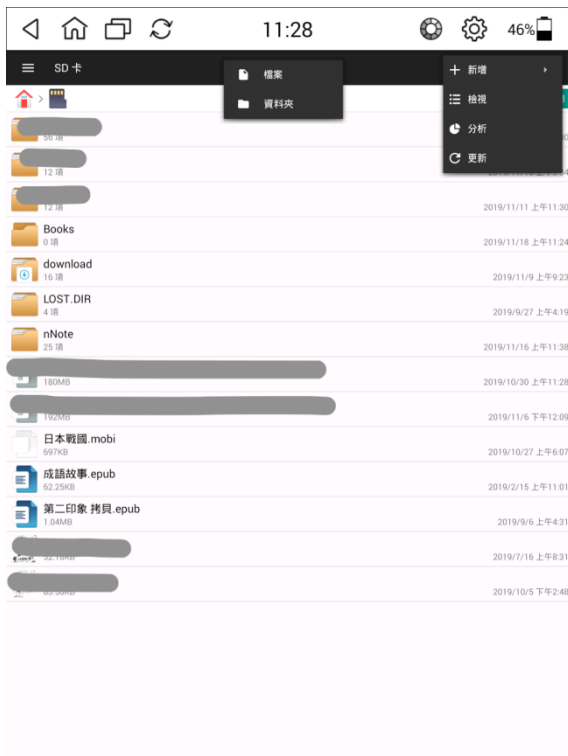 11:28
46%
SD 卡
檔案
資料夾
新增
檢視
分析
更新
56 項
12 項
12 項
2019/11/11 上午11:30
Books
0 項
2019/11/18 上午11:24
download
16 項
2019/11/9 上午9:23
LOST.DIR
4 項
2019/9/27 上午4:19
nNote
25 項
2019/11/16 上午11:38
180MB
2019/10/30 上午11:28
192MB
2019/11/6 下午12:09
日本戰國.mobi
697KB
2019/10/27 上午6:07
成語故事.epub
62.25KB
2019/2/15 上午11:01
第二印象 拷貝.epub
1.04MB
2019/9/6 上午4:31
2019/7/16 上午8:31
2019/10/5 下午2:48